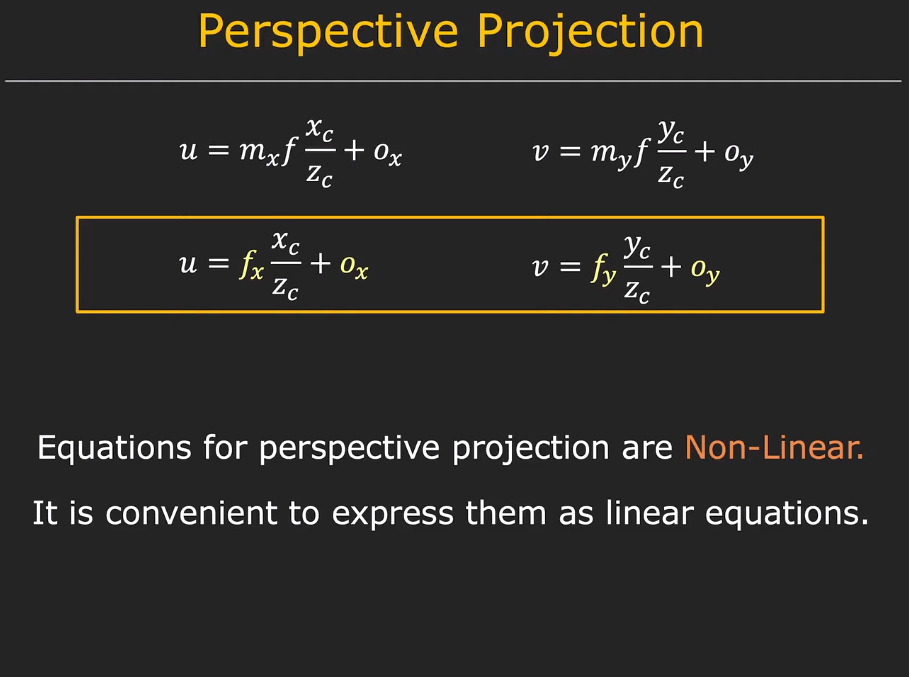 Perspective Projection
u = m_x f x_c/z_c + o_x    v = m_y f y_c/z_c + o_y
u = f_x x_c/z_c + o_x    v = f_y y_c/z_c + o_y
Equations for perspective projection are Non-Linear.
It is convenient to express them as linear equations.